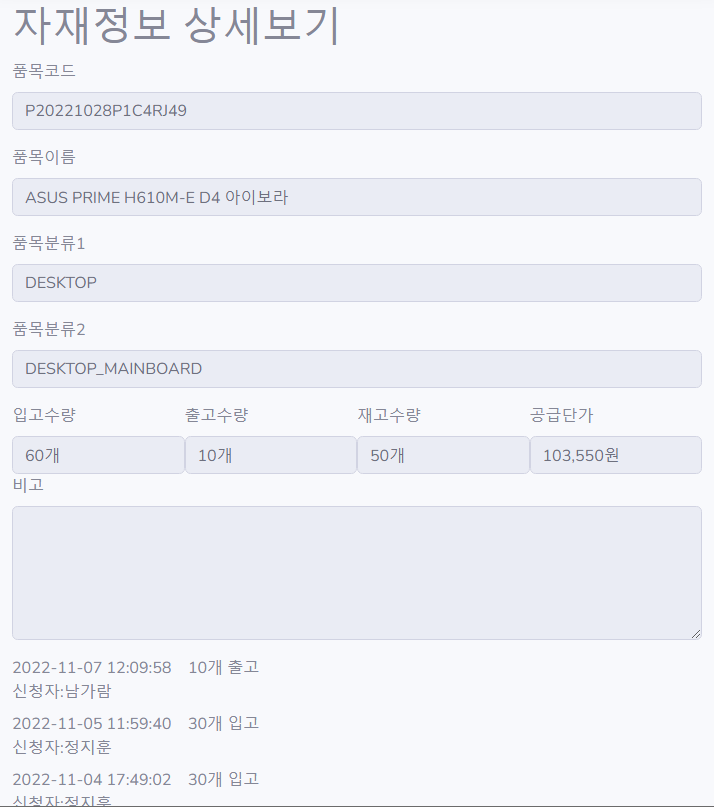 자재정보 상세보기
품목코드
P20221028P1C4RJ49
품목이름
ASUS PRIME H610M-E D4 아이보라
품목분류1
DESKTOP
품목분류2
DESKTOP_MAINBOARD
입고수량 출고수량 재고수량 공급단가
60개 10개 50개 103,550원
비고
2022-11-07 12:09:58 10개 출고
신청자:남가람
2022-11-05 11:59:40 30개 입고
신청자:정지훈
2022-11-04 17:49:02 30개 입고
신청자:정지훈